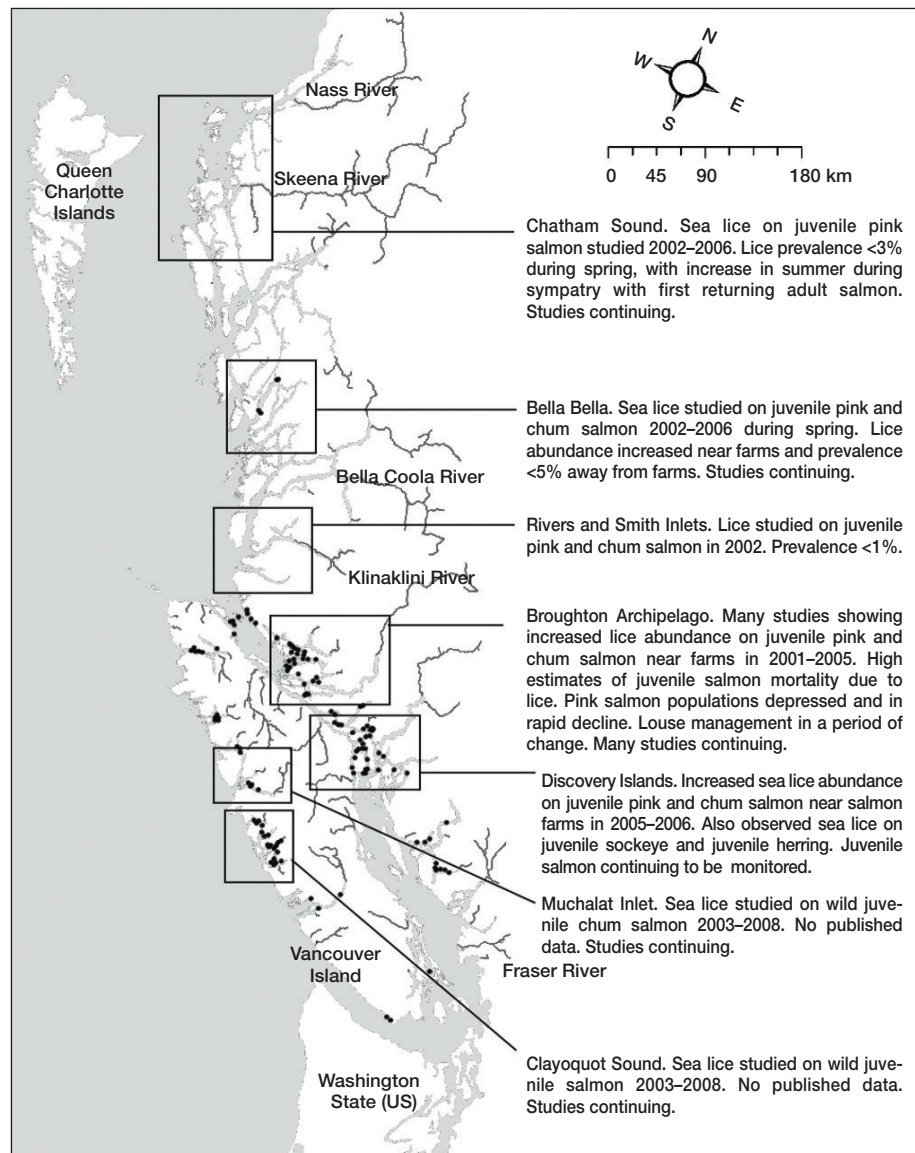 N
W
E
S
0 45 90 180 km
Nass River
Queen
Charlotte
Islands
Skeena River
Chatham Sound. Sea lice on juvenile pink
salmon studied 2002–2006. Lice prevalence <3%
during spring, with increase in summer during
sympatry with first returning adult salmon.
Studies continuing.
Bella Bella. Sea lice studied on juvenile pink and
chum salmon 2002–2006 during spring. Lice
abundance increased near farms and prevalence
<5% away from farms. Studies continuing.
Bella Coola River
Rivers and Smith Inlets. Lice studied on juvenile
pink and chum salmon in 2002. Prevalence <1%.
Klinaklini River
Broughton Archipelago. Many studies showing
increased lice abundance on juvenile pink and
chum salmon near farms in 2001–2005. High
estimates of juvenile salmon mortality due to
lice. Pink salmon populations depressed and in
rapid decline. Louse management in a period of
change. Many studies continuing.
Discovery Islands. Increased sea lice abundance
on juvenile pink and chum salmon near salmon
farms in 2005–2006. Also observed sea lice on
juvenile sockeye and juvenile herring. Juvenile
salmon continuing to be monitored.
Muchalat Inlet. Sea lice studied on wild juve-
nile chum salmon 2003–2008. No published
data. Studies continuing.
Vancouver
Island
Fraser River
Clayoquot Sound. Sea lice studied on wild juve-
nile salmon 2003–2008. No published data.
Studies continuing.
Washington
State (US)